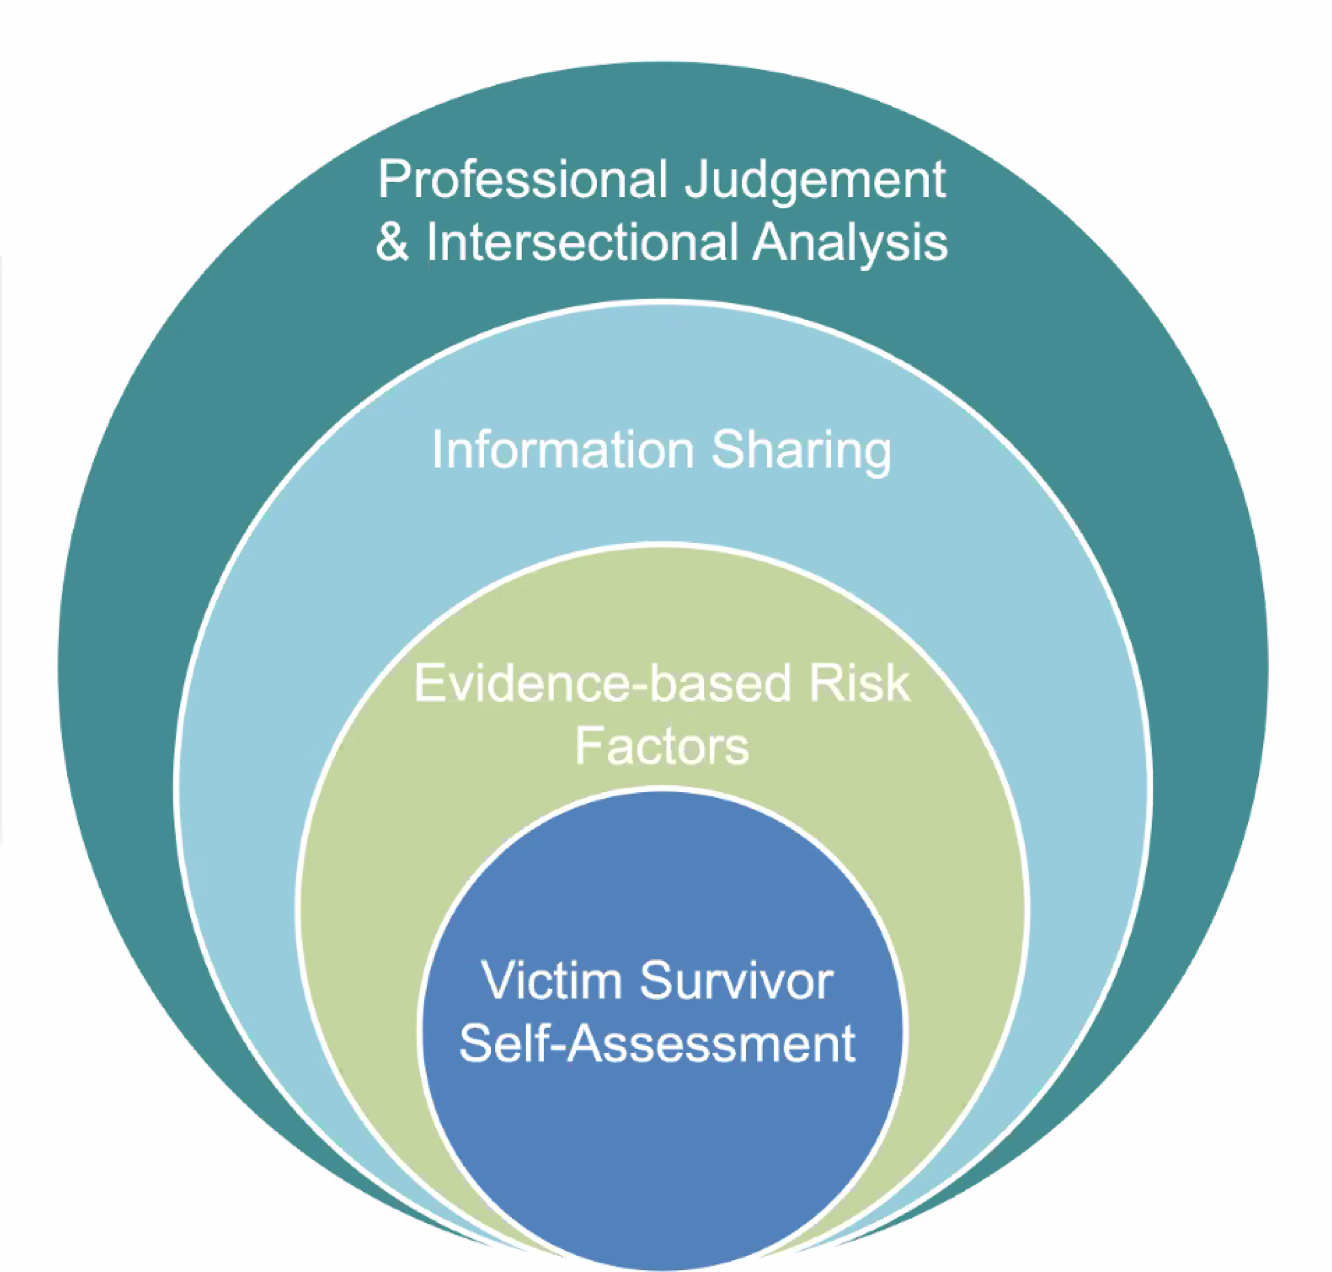 Professional Judgement
& Intersectional Analysis
Information Sharing
Evidence-based Risk
Factors
Victim Survivor
Self-Assessment